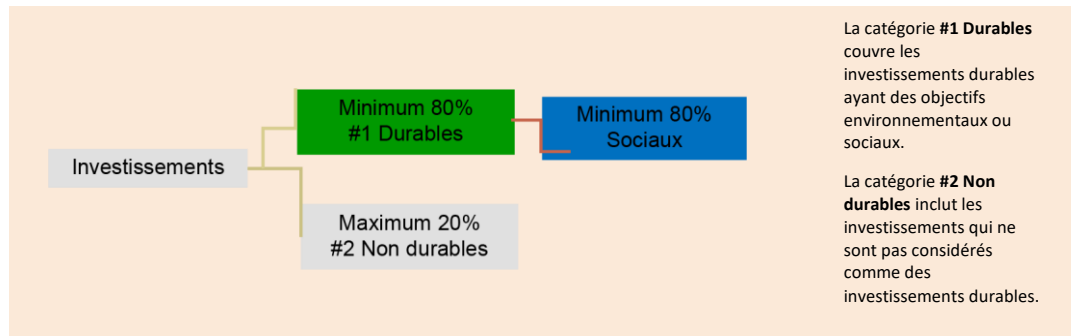 Investissements
Minimum 80%
#1 Durables
Minimum 80%
Sociaux
Maximum 20%
#2 Non durables
La catégorie #1 Durables
couvre les
investissements durables
ayant des objectifs
environnementaux ou
sociaux.
La catégorie #2 Non
durables inclut les
investissements qui ne
sont pas considérés
comme des
investissements durables.